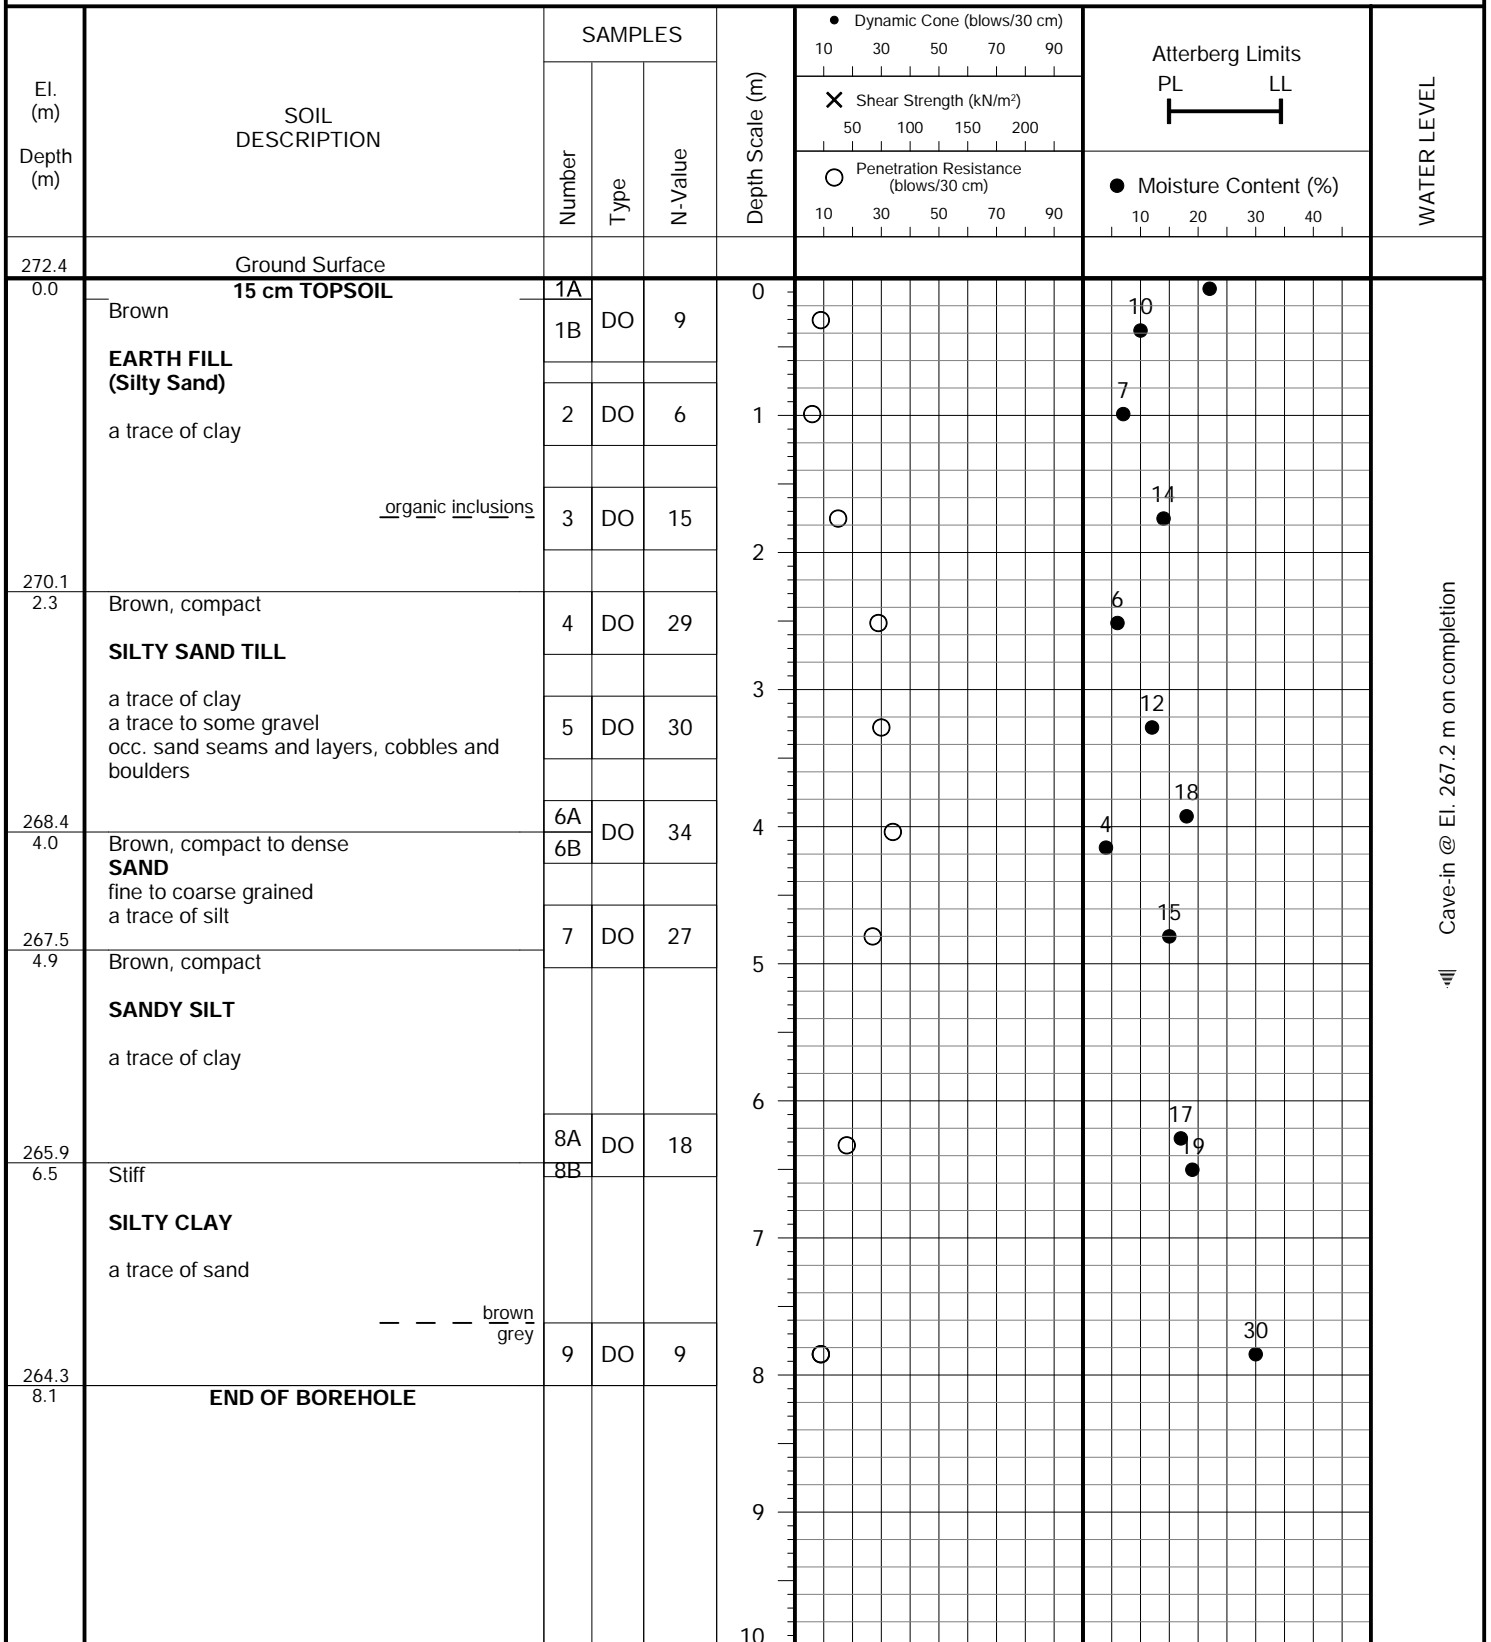 El.
(m)
Depth
(m)
SOIL
DESCRIPTION
SAMPLES
Number
Type
N-Value
Depth Scale (m)
● Dynamic Cone (blows/30 cm)
10 30 50 70 90
✕ Shear Strength (kN/m²)
50 100 150 200
○ Penetration Resistance
(blows/30 cm)
10 30 50 70 90
Atterberg Limits
PL LL
● Moisture Content (%)
10 20 30 40
WATER LEVEL
272.4 Ground Surface
0.0 15 cm TOPSOIL 1A 0
Brown
1B DO 9 10
EARTH FILL
(Silty Sand)
2 DO 6 1 7
a trace of clay
organic inclusions
3 DO 15 14
2
270.1
2.3 Brown, compact
4 DO 29 6
SILTY SAND TILL
3
a trace of clay
a trace to some gravel
5 DO 30 12
occ. sand seams and layers, cobbles and
boulders
268.4 6A DO 34 4 18
4.0 Brown, compact to dense 6B 4
SAND
fine to coarse grained
a trace of silt
267.5 7 DO 27 15
4.9 Brown, compact 5
SANDY SILT
a trace of clay
6
265.9 8A DO 18 17
6.5 Stiff 8B 19
SILTY CLAY
7
a trace of sand
brown
grey
9 DO 9 30
264.3 8
8.1 END OF BOREHOLE
9
10
Cave-in @ El. 267.2 m on completion